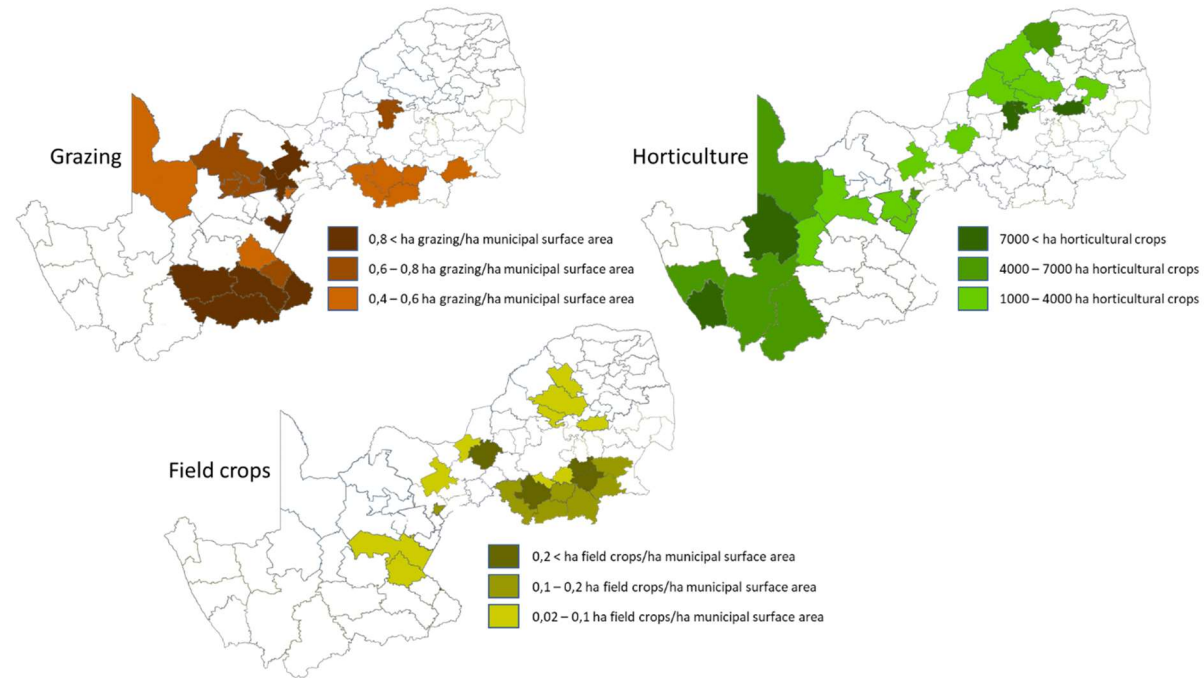 Grazing
0,8 < ha grazing/ha municipal surface area
0,6 – 0,8 ha grazing/ha municipal surface area
0,4 – 0,6 ha grazing/ha municipal surface area
Horticulture
7000 < ha horticultural crops
4000 – 7000 ha horticultural crops
1000 – 4000 ha horticultural crops
Field crops
0,2 < ha field crops/ha municipal surface area
0,1 – 0,2 ha field crops/ha municipal surface area
0,02 – 0,1 ha field crops/ha municipal surface area